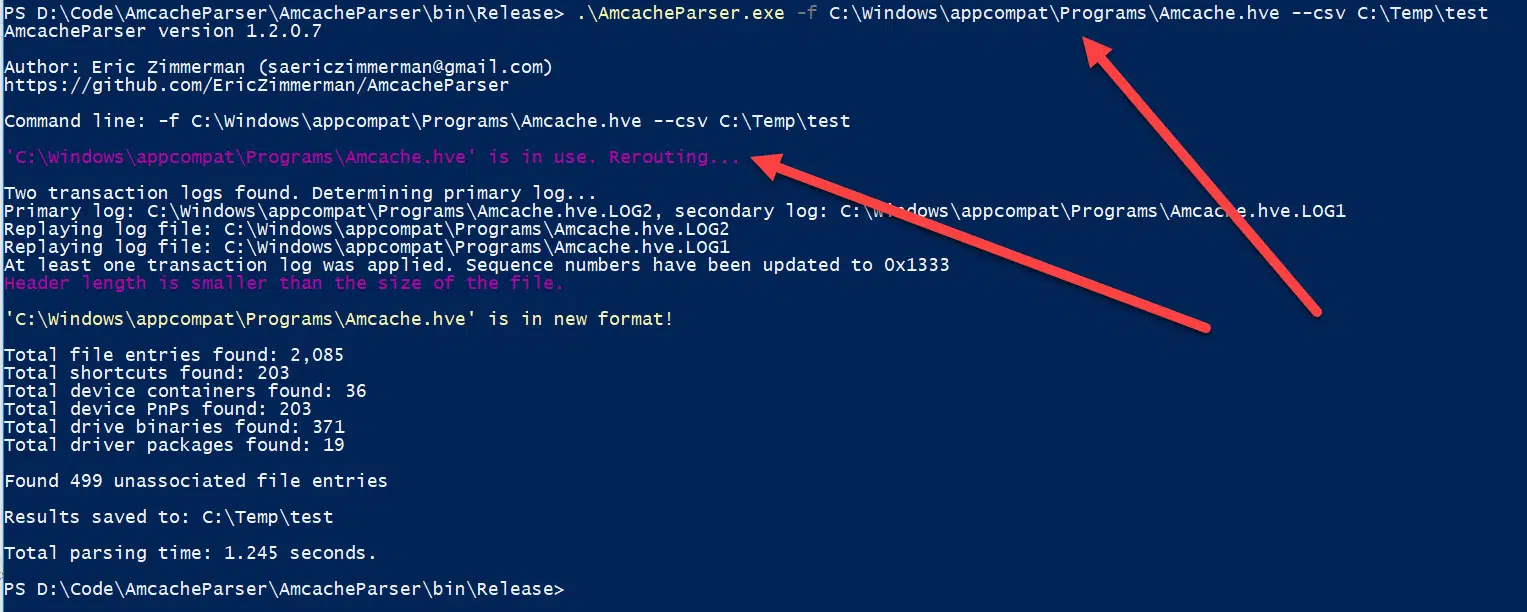 PS D:\Code\AmcacheParser\AmcacheParser\bin\Release> .\AmcacheParser.exe -f C:\Windows\appcompat\Programs\Amcache.hve --csv C:\Temp\test
AmcacheParser version 1.2.0.7
Author: Eric Zimmerman (saericzimmerman@gmail.com)
https://github.com/EricZimmerman/AmcacheParser
Command line: -f C:\Windows\appcompat\Programs\Amcache.hve --csv C:\Temp\test
'C:\Windows\appcompat\Programs\Amcache.hve' is in use. Rerouting...
Two transaction logs found. Determining primary log...
Primary log: C:\Windows\appcompat\Programs\Amcache.hve.LOG2, secondary log: C:\Windows\appcompat\Programs\Amcache.hve.LOG1
Replaying log file: C:\Windows\appcompat\Programs\Amcache.hve.LOG2
Replaying log file: C:\Windows\appcompat\Programs\Amcache.hve.LOG1
At least one transaction log was applied. Sequence numbers have been updated to 0x1333
Header length is smaller than the size of the file.
'C:\Windows\appcompat\Programs\Amcache.hve' is in new format!
Total file entries found: 2,085
Total shortcuts found: 203
Total device containers found: 36
Total device PnPs found: 203
Total drive binaries found: 371
Total driver packages found: 19
Found 499 unassociated file entries
Results saved to: C:\Temp\test
Total parsing time: 1.245 seconds.
PS D:\Code\AmcacheParser\AmcacheParser\bin\Release>